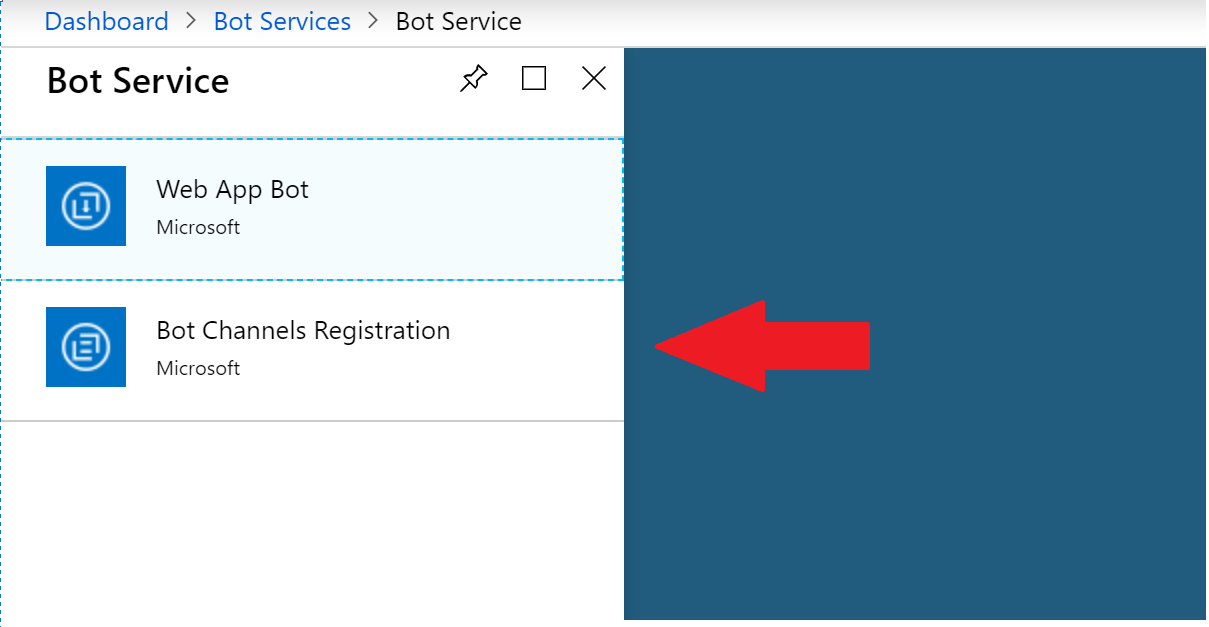 Dashboard > Bot Services > Bot Service
Bot Service
Web App Bot
Microsoft
Bot Channels Registration
Microsoft